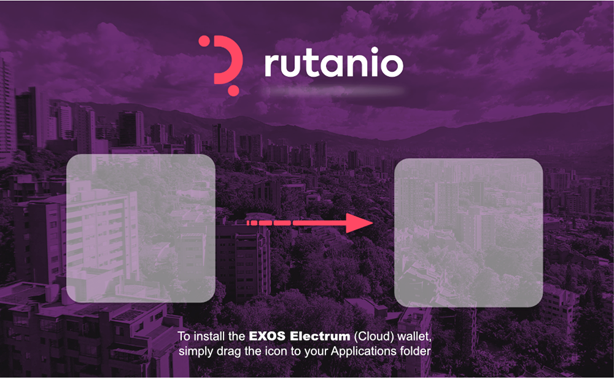 rutanio
To install the EXOS Electrum (Cloud) wallet,
simply drag the icon to your Applications folder